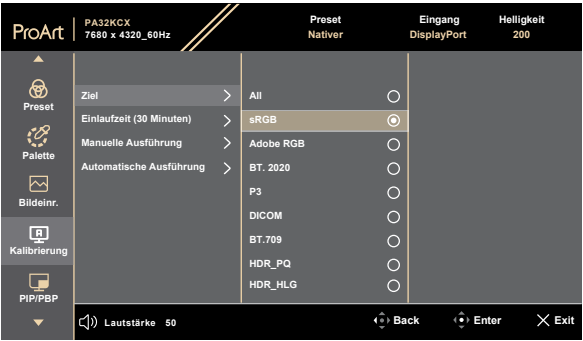 ProArt
PA32KCX
7680 x 4320_60Hz
Preset
Nativer
Eingang
DisplayPort
Helligkeit
200
Preset
Palette
Bildeinr.
Kalibrierung
PIP/PBP
Ziel
Einlaufzeit (30 Minuten)
Manuelle Ausführung
Automatische Ausführung
All
sRGB
Adobe RGB
BT. 2020
P3
DICOM
BT.709
HDR_PQ
HDR_HLG
Lautstärke 50
Back
Enter
Exit